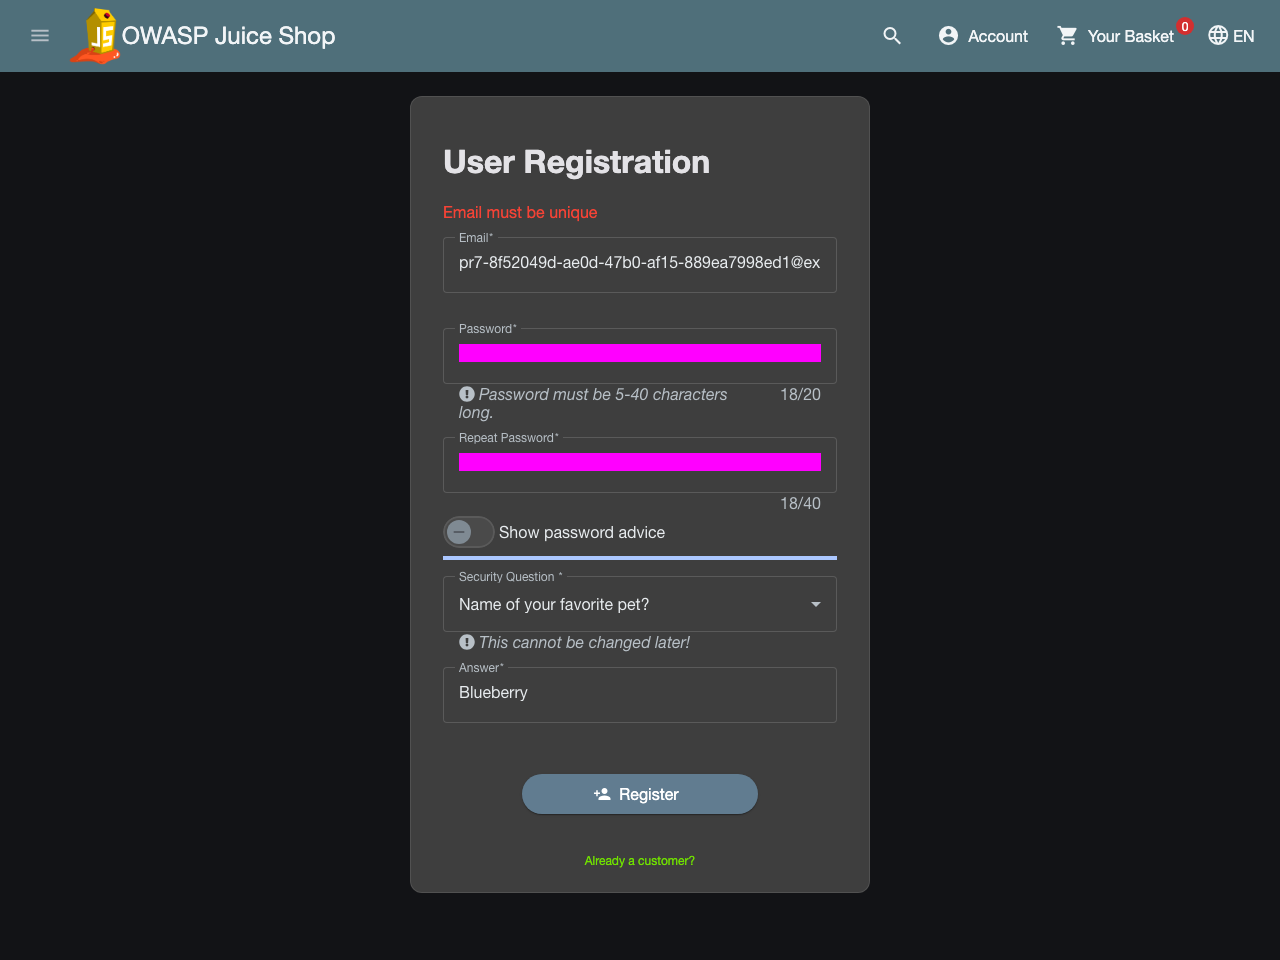 OWASP Juice Shop
Account
Your Basket
0
EN
User Registration
Email must be unique
Email*
pr7-8f52049d-ae0d-47b0-af15-889ea7998ed1@ex
Password*
Password must be 5-40 characters long.
18/20
Repeat Password*
18/40
Show password advice
Security Question *
Name of your favorite pet?
This cannot be changed later!
Answer*
Blueberry
Register
Already a customer?